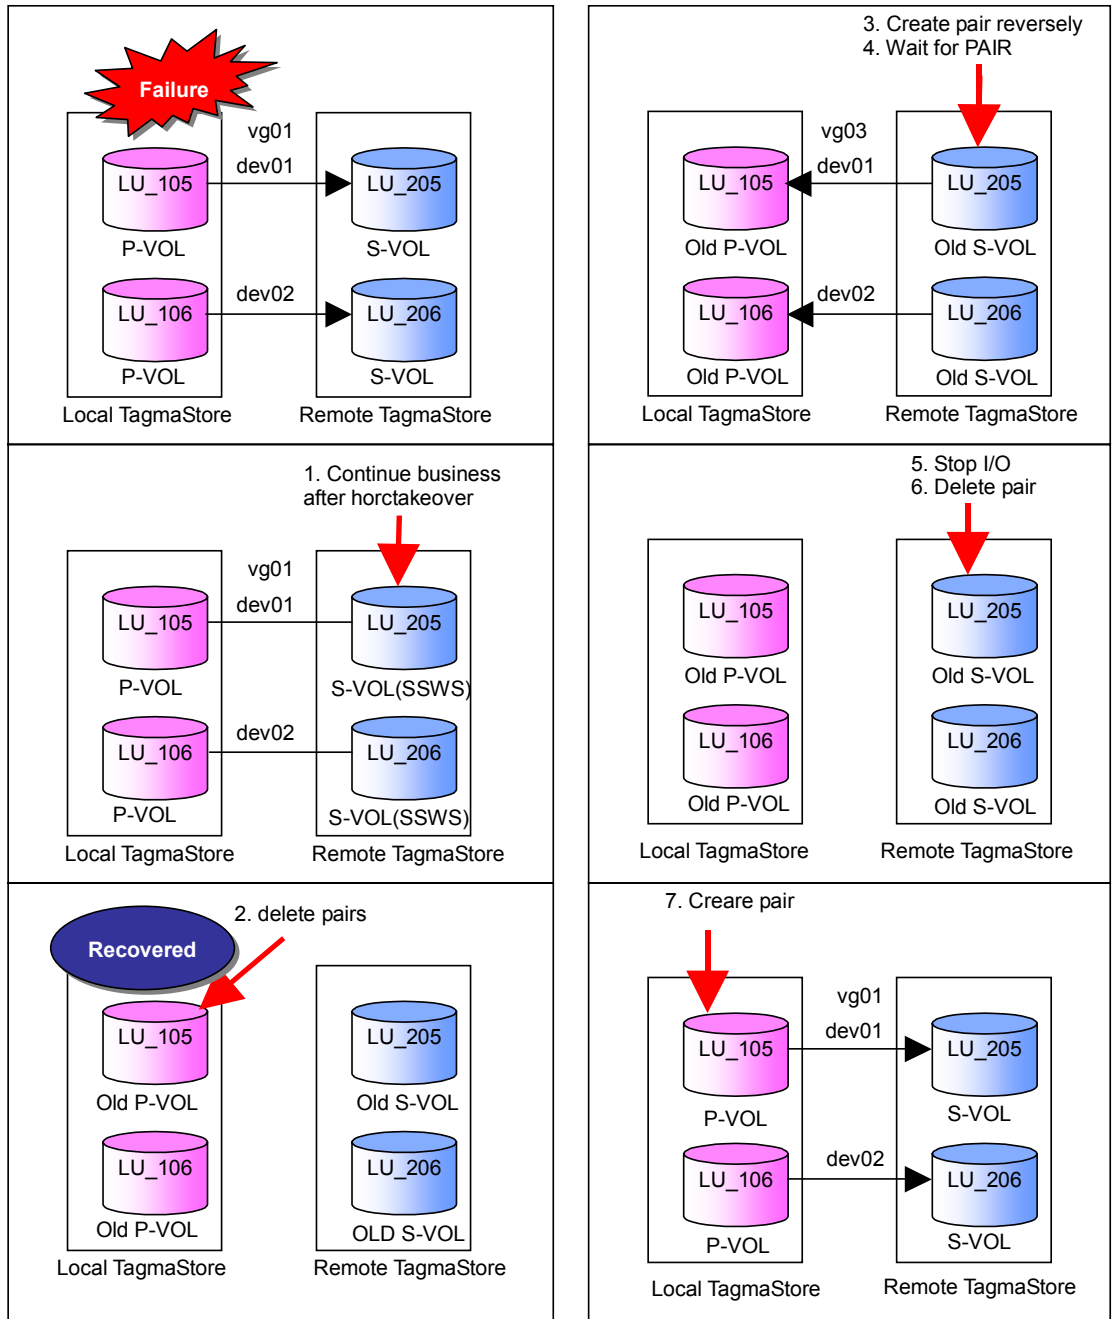 Failure
vg01
dev01
LU_105
LU_205
P-VOL
S-VOL
dev02
LU_106
LU_206
P-VOL
S-VOL
Local TagmaStore
Remote TagmaStore
1. Continue business
after horctakeover
vg01
dev01
LU_105
LU_205
P-VOL
S-VOL(SSWS)
dev02
LU_106
LU_206
P-VOL
S-VOL(SSWS)
Local TagmaStore
Remote TagmaStore
2. delete pairs
Recovered
LU_105
LU_205
Old P-VOL
Old S-VOL
LU_106
LU_206
Old P-VOL
OLD S-VOL
Local TagmaStore
Remote TagmaStore
3. Create pair reversely
4. Wait for PAIR
vg03
dev01
LU_105
LU_205
Old P-VOL
Old S-VOL
dev02
LU_106
LU_206
Old P-VOL
Old S-VOL
Local TagmaStore
Remote TagmaStore
5. Stop I/O
6. Delete pair
LU_105
LU_205
Old P-VOL
Old S-VOL
LU_106
LU_206
Old P-VOL
Old S-VOL
Local TagmaStore
Remote TagmaStore
7. Creare pair
vg01
dev01
LU_105
LU_205
P-VOL
S-VOL
dev02
LU_106
LU_206
P-VOL
S-VOL
Local TagmaStore
Remote TagmaStore